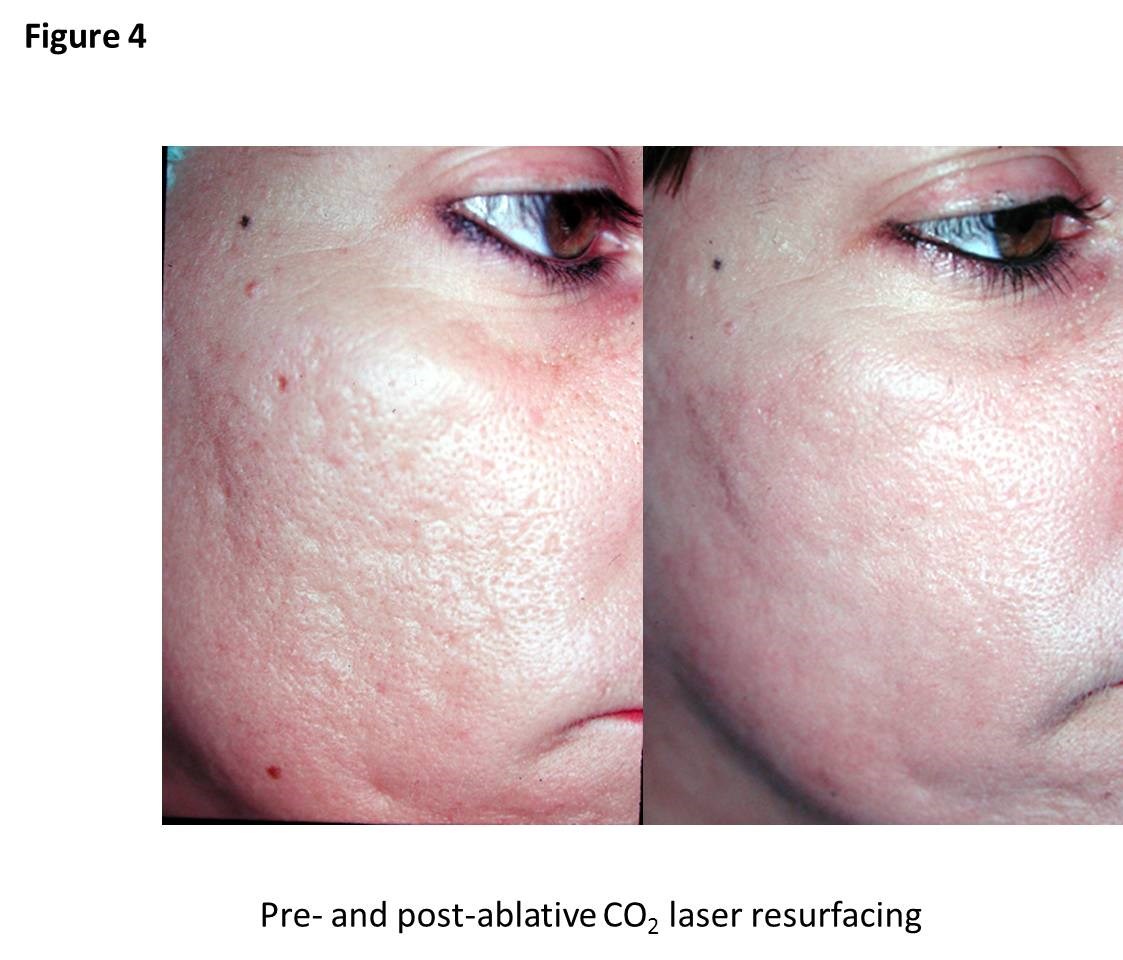 Figure 4
Pre- and post-ablative CO₂ laser resurfacing